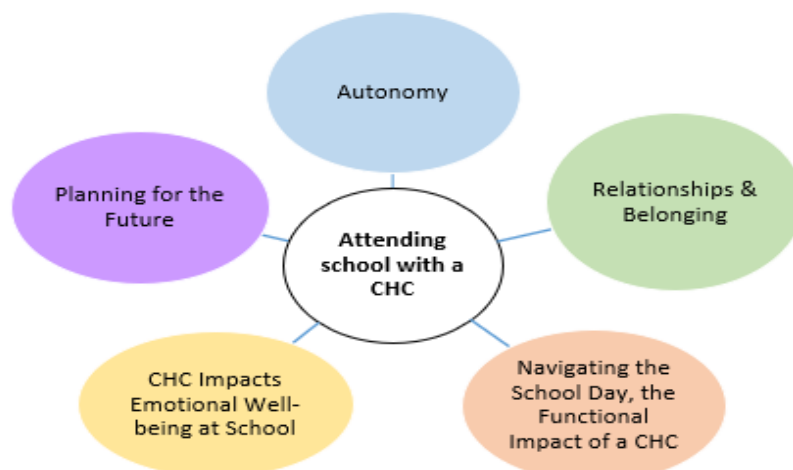 Autonomy
Planning for the
Future
Relationships &
Belonging
Attending
school with a
CHC
CHC Impacts
Emotional Well-
being at School
Navigating the
School Day, the
Functional
Impact of a CHC